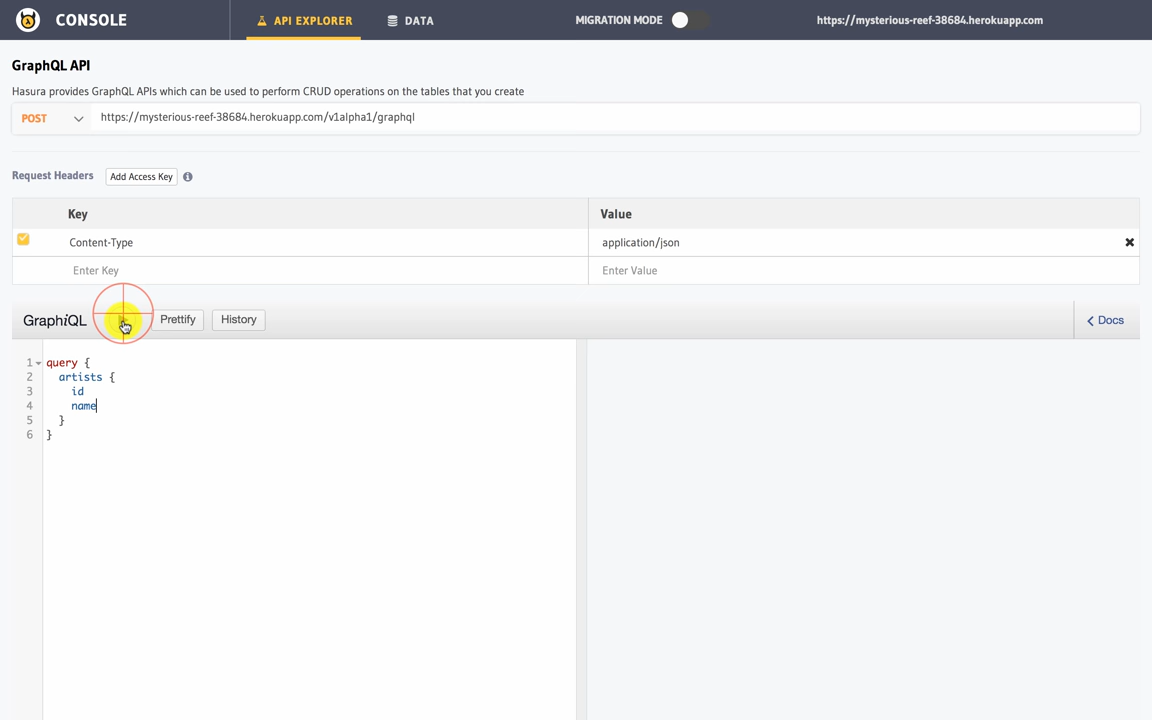 CONSOLE
API EXPLORER
DATA
MIGRATION MODE
https://mysterious-reef-38684.herokuapp.com
GraphQL API
Hasura provides GraphQL APIs which can be used to perform CRUD operations on the tables that you create
POST
https://mysterious-reef-38684.herokuapp.com/v1alpha1/graphql
Request Headers
Add Access Key
Key
Value
Content-Type
application/json
Enter Key
Enter Value
GraphiQL
Prettify
History
Docs
1 query {
2 artists {
3 id
4 name
5 }
6 }